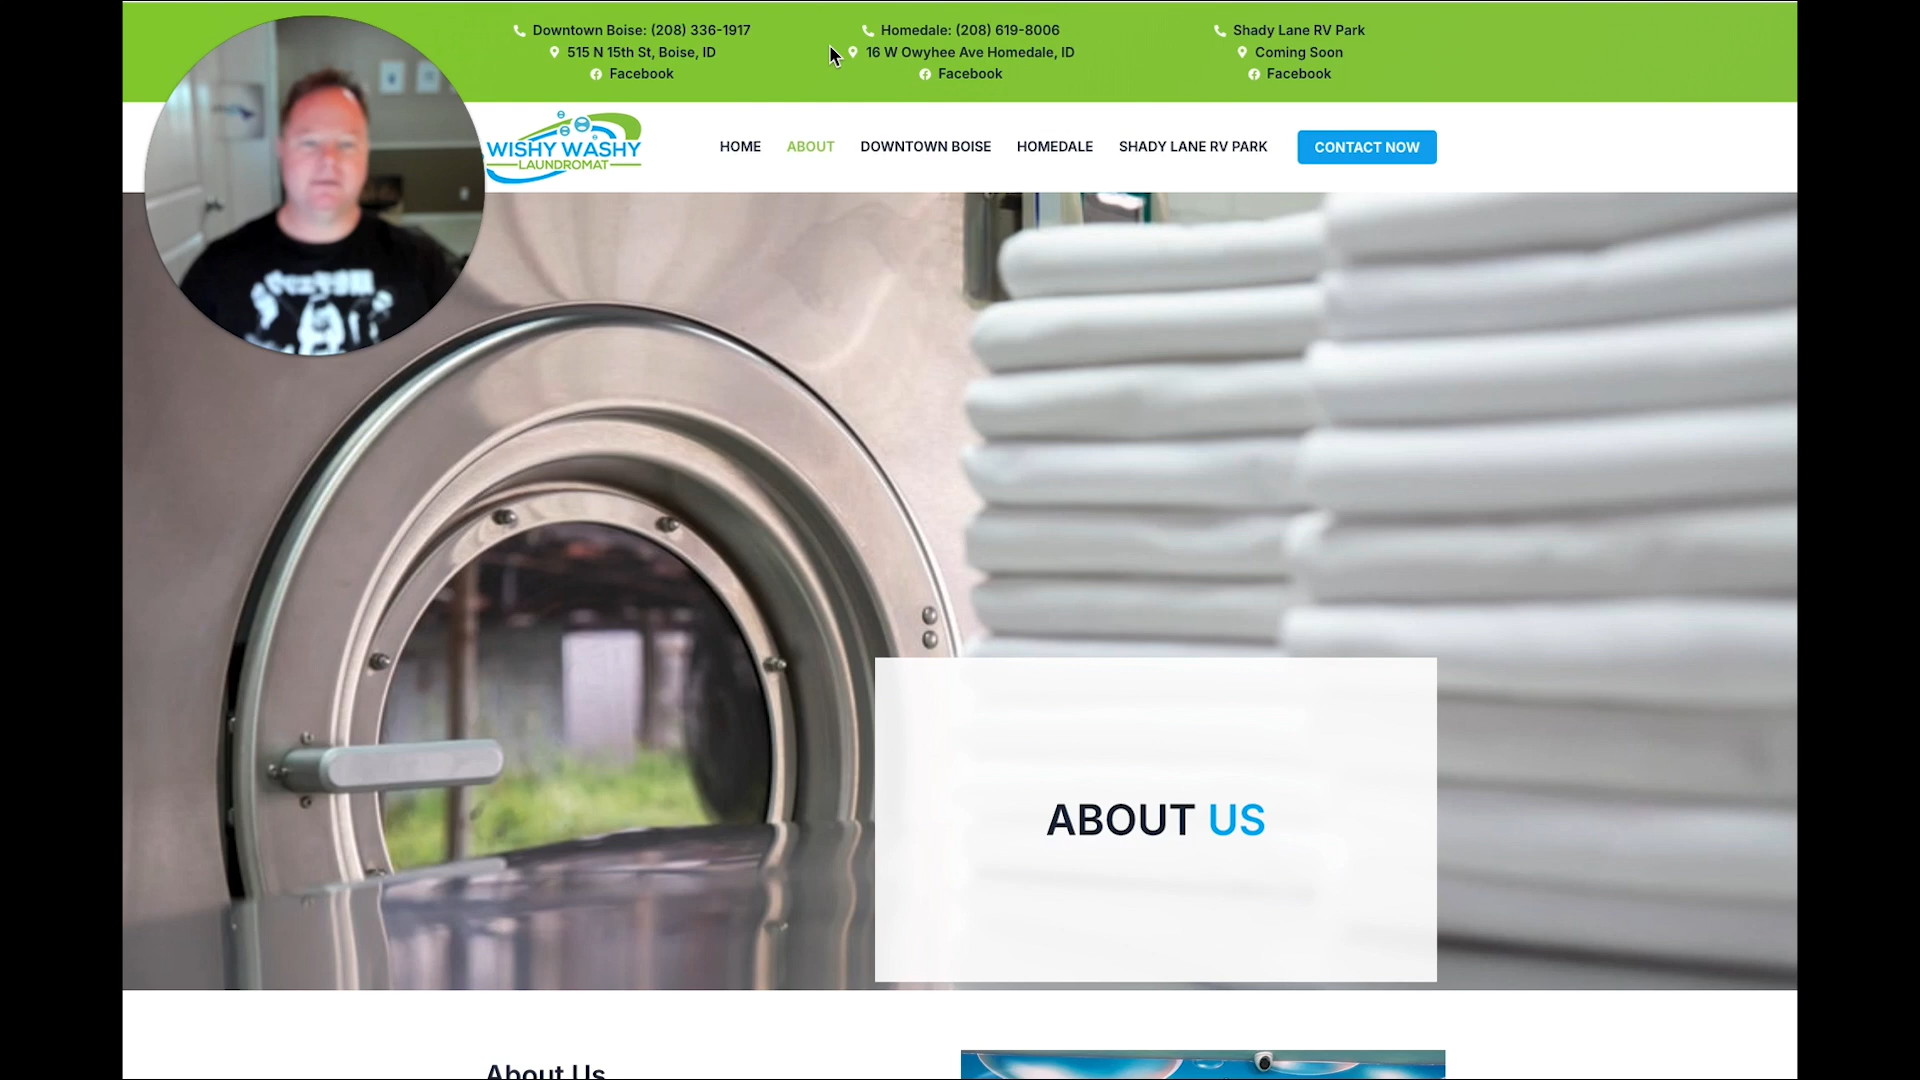 Downtown Boise: (208) 336-1917
515 N 15th St, Boise, ID
Facebook
Homedale: (208) 619-8006
16 W Owyhee Ave Homedale, ID
Facebook
Shady Lane RV Park
Coming Soon
Facebook
WISHY WASHY
LAUNDROMAT
HOME
ABOUT
DOWNTOWN BOISE
HOMEDALE
SHADY LANE RV PARK
CONTACT NOW
ABOUT US
About Us